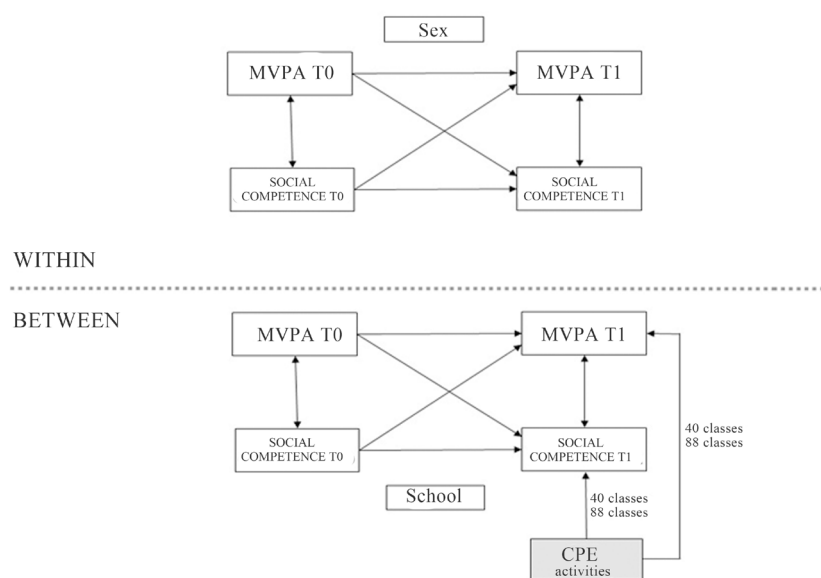 Sex
MVPA T0
MVPA T1
SOCIAL
COMPETENCE T0
SOCIAL
COMPETENCE T1
WITHIN
BETWEEN
MVPA T0
MVPA T1
40 classes
88 classes
SOCIAL
COMPETENCE T0
SOCIAL
COMPETENCE T1
School
40 classes
88 classes
CPE
activities